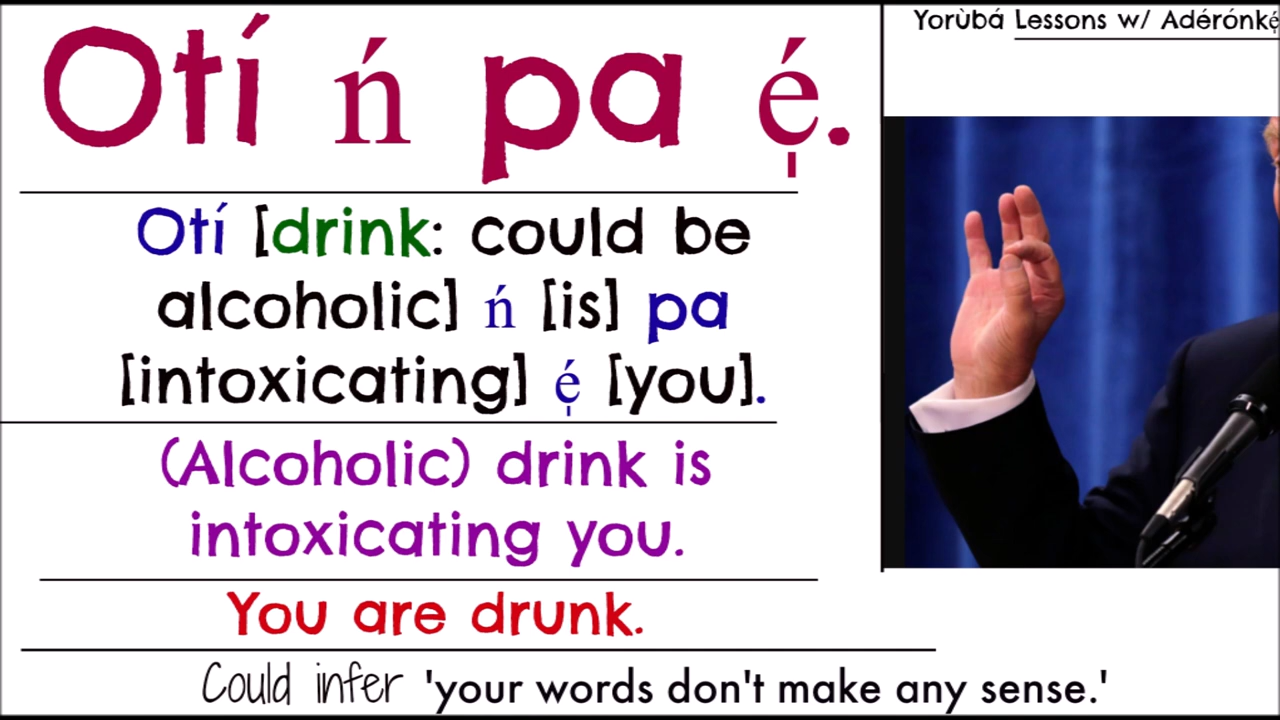 Otí ń pa ẹ́.
Yorùbá Lessons w/ Adérónkẹ́
Otí [drink: could be
alcoholic] ń [is] pa
[intoxicating] ẹ́ [you].
(Alcoholic) drink is
intoxicating you.
You are drunk.
Could infer 'your words don't make any sense.'